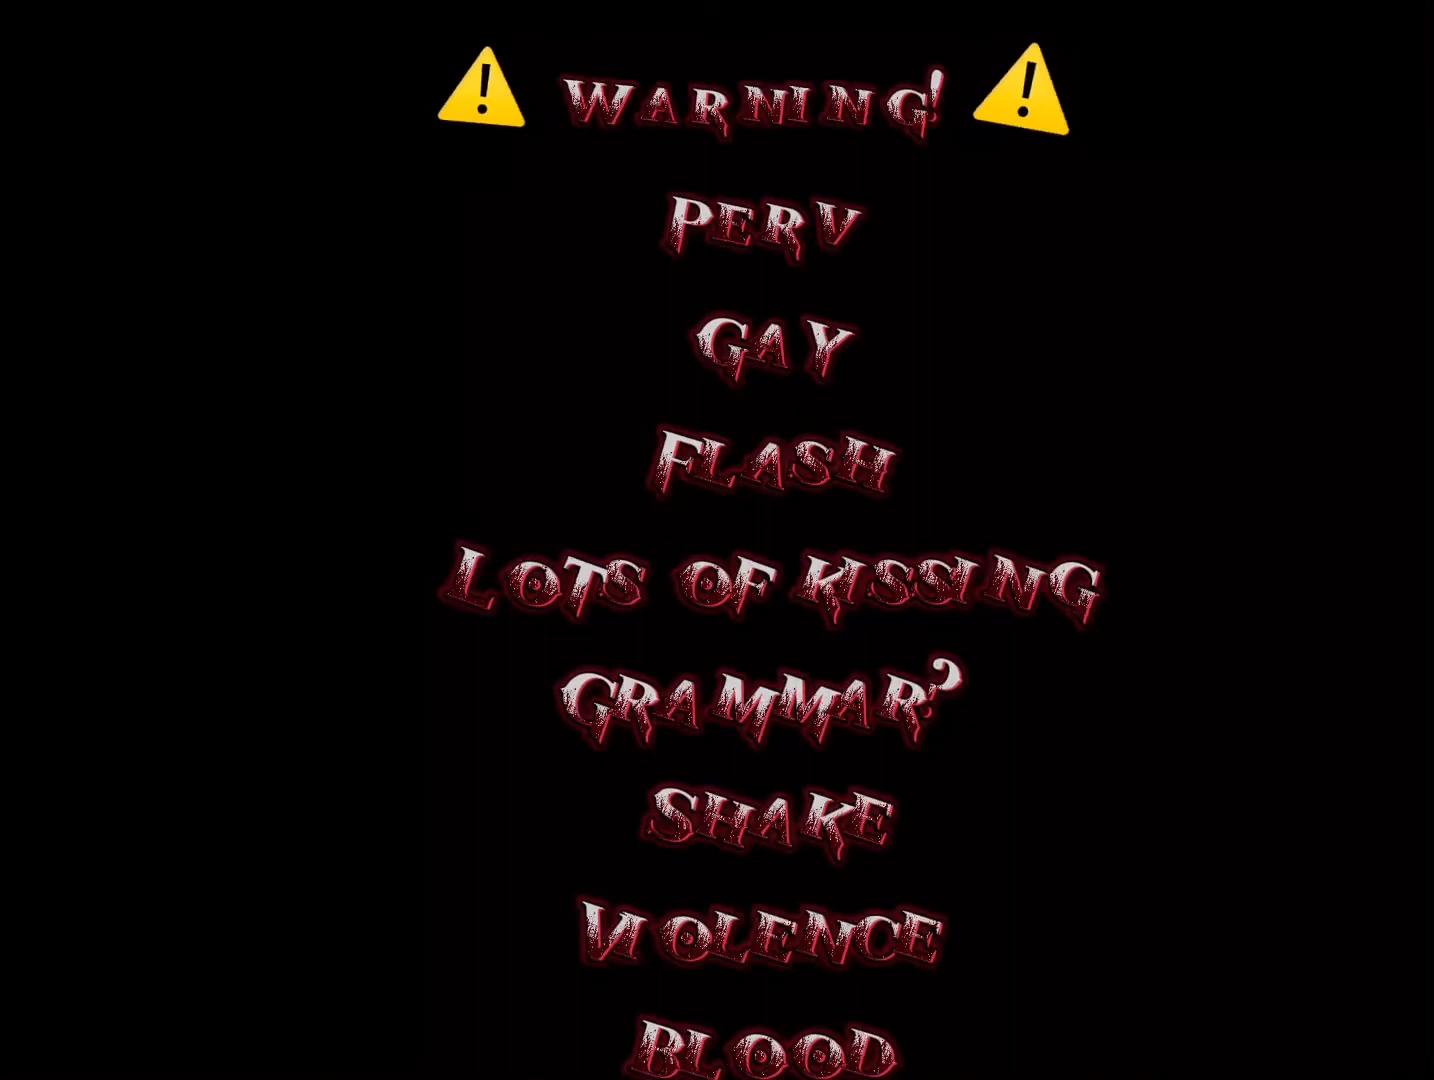 ⚠️ WARNING! ⚠️
PERV
GAY
FLASH
LOTS OF KISSING
GRAMMAR?
SHAKE
VIOLENCE
BLOOD